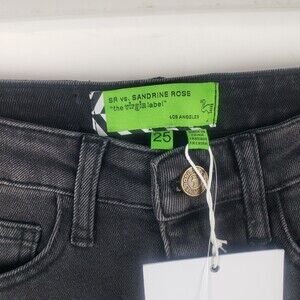 SR vs. SANDRINE ROSE
"the virgin label"
LOS ANGELES
25